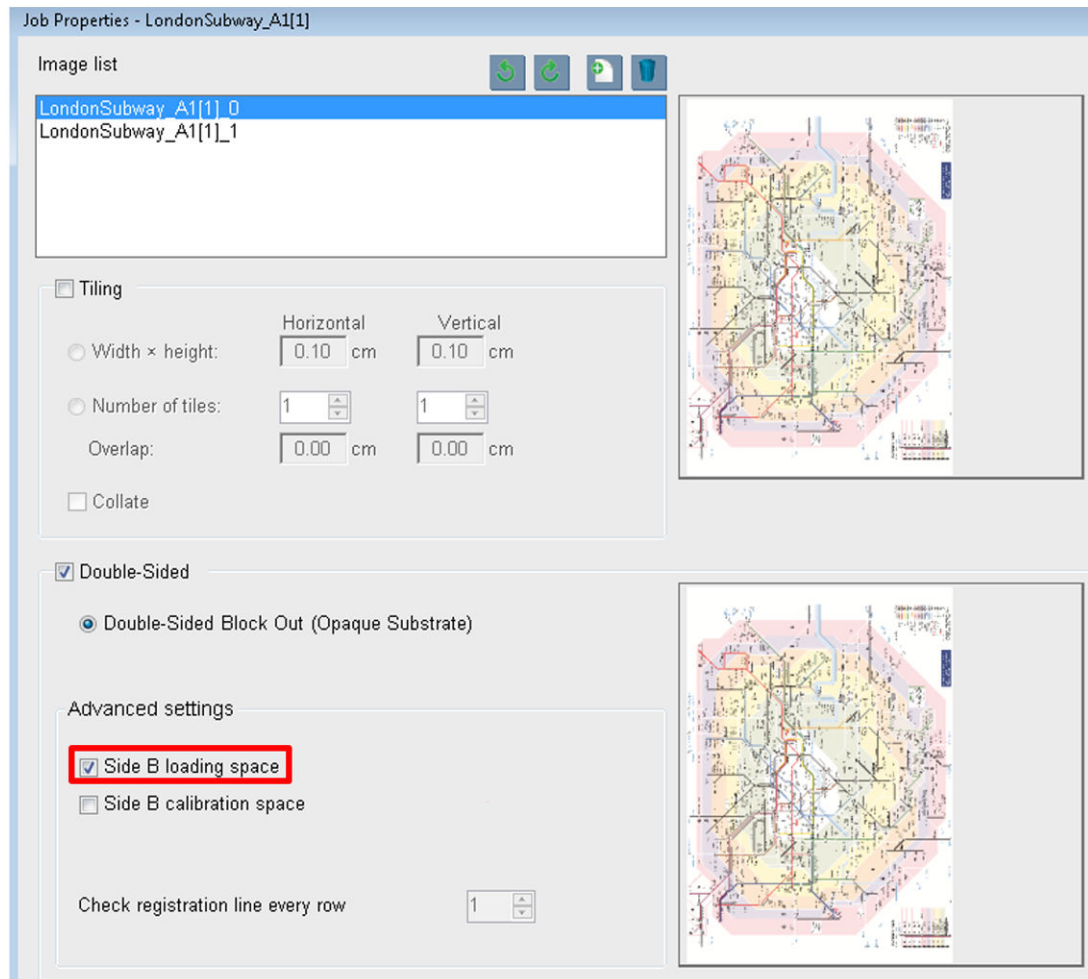 Job Properties - LondonSubway_A1[1]
Image list
LondonSubway_A1[1]_0
LondonSubway_A1[1]_1
Tiling
Horizontal Vertical
Width × height: 0.10 cm 0.10 cm
Number of tiles: 1 1
Overlap: 0.00 cm 0.00 cm
Collate
Double-Sided
Double-Sided Block Out (Opaque Substrate)
Advanced settings
Side B loading space
Side B calibration space
Check registration line every row 1